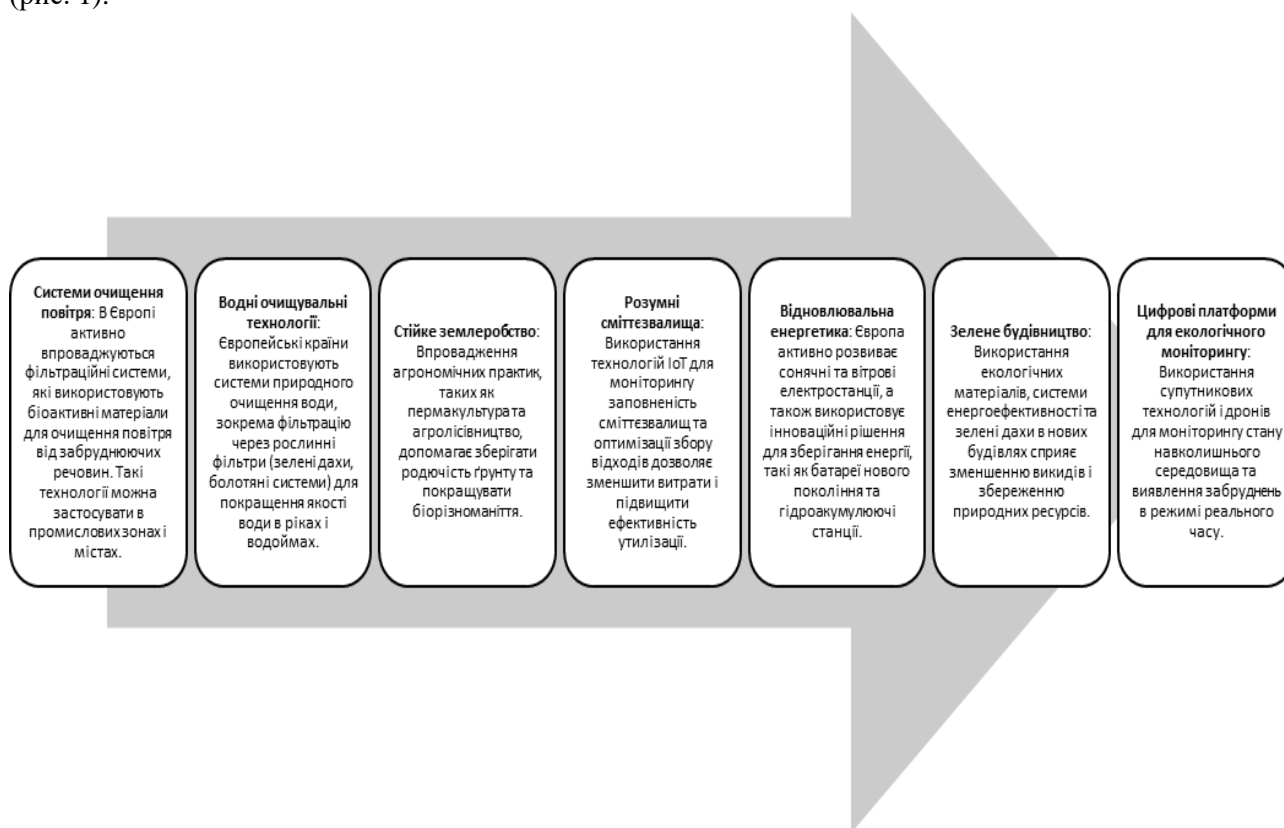 (рис. 1).
Системи очищення
повітря: В Європі
активно
впроваджуються
фільтраційні системи,
які використовують
біоактивні матеріали
для очищення повітря
від забруднюючих
речовин. Такі
технології можна
застосувати в
промислових зонах і
містах.
Водні очищувальні
технології:
Європейські країни
використовують
системи природного
очищення води,
зокрема фільтрацію
через рослинні
фільтри (зелені дахи,
болотяні системи) для
покращення якості
води в ріках і
водоймах.
Стійке землеробство:
Впровадження
агрономічних практик,
таких як
пермакультура та
агролісівництво,
допомагає зберігати
родючість ґрунту та
покращувати
біорізноманіття.
Розумні
сміттєзвалища:
Використання
технологій IoT для
моніторингу
заповненість
сміттєзвалищ та
оптимізації збору
відходів дозволяє
зменшити витрати і
підвищити
ефективність
утилізації.
Відновлювальна
енергетика: Європа
активно розвиває
сонячні та вітрові
електростанції, а
також використовує
інноваційні рішення
для зберігання енергії,
такі як батареї нового
покоління та
гідроакумулюючі
станції.
Зелене будівництво:
Використання
екологічних
матеріалів, системи
енергоефективності та
зелені дахи в нових
будівлях сприяє
зменшенню викидів і
збереженню
природних ресурсів.
Цифрові платформи
для екологічного
моніторингу:
Використання
супутникових
технологій і дронів
для моніторингу стану
навколишнього
середовища та
виявлення забруднень
в режимі реального
часу.